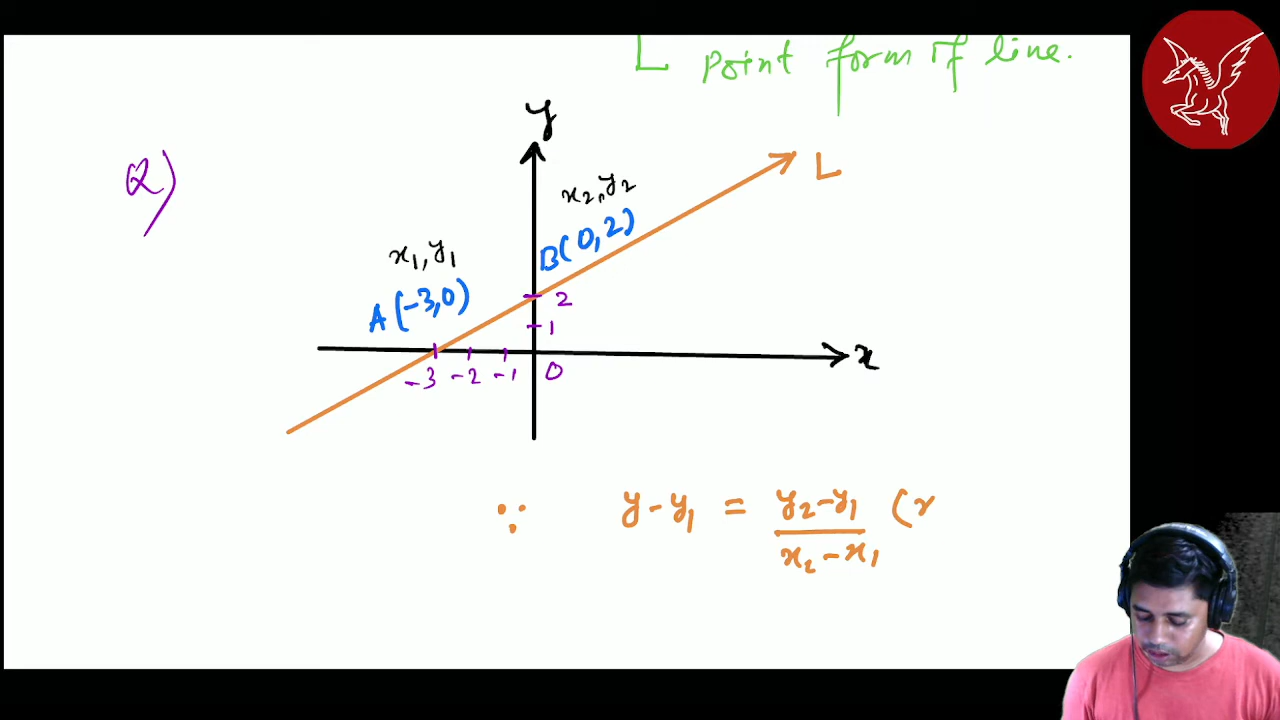 L point form of line.
y
Q)
L
x₂, y₂
B(0, 2)
x₁, y₁
A(-3,0)
2
1
x
-3 -2 -1 0
∵ y - y₁ = \frac{y₂ - y₁}{x₂ - x₁} (x